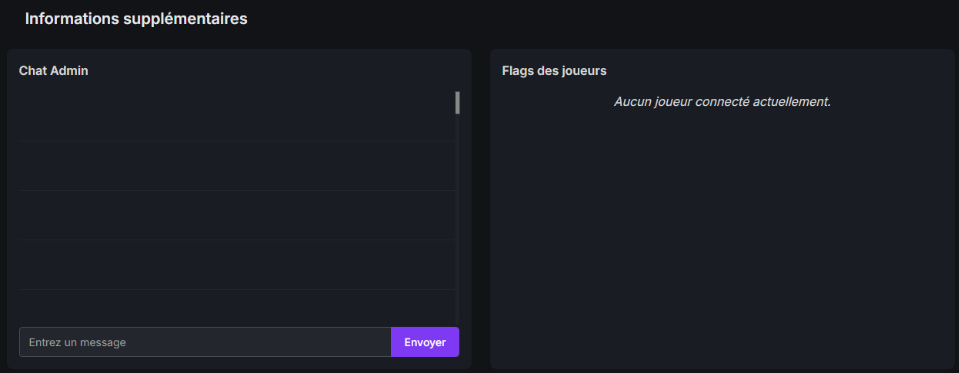 Informations supplémentaires
Chat Admin
Entrez un message
Envoyer
Flags des joueurs
Aucun joueur connecté actuellement.